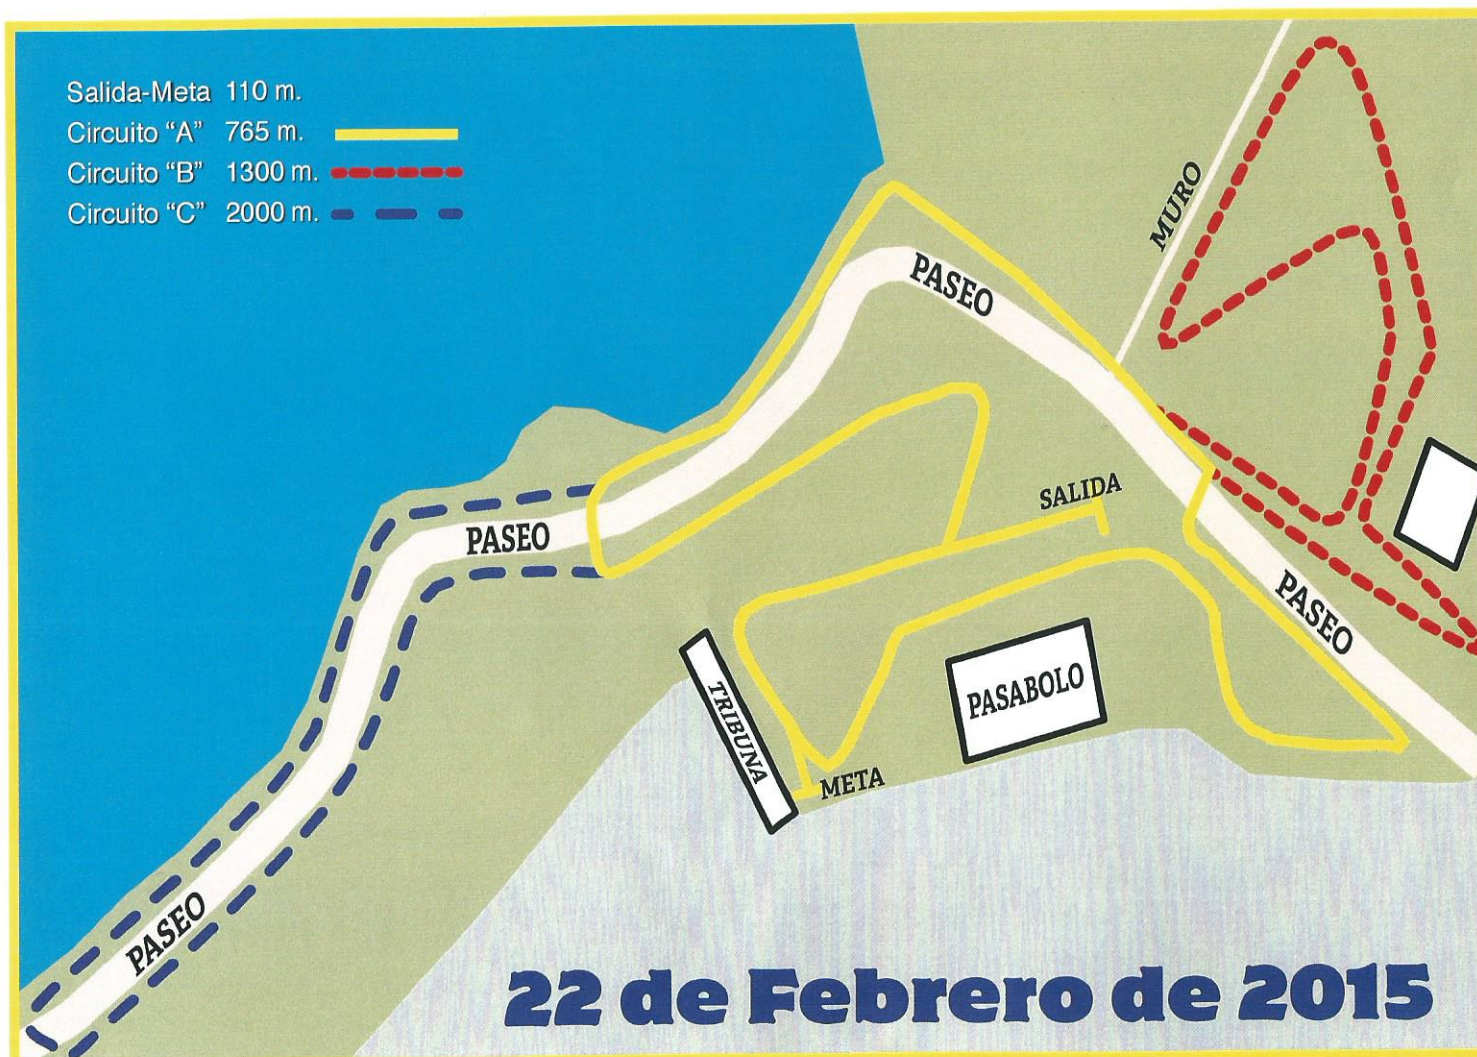 Salida-Meta 110 m.
Circuito “A” 765 m.
Circuito “B” 1300 m.
Circuito “C” 2000 m.
MURO
PASEO
SALIDA
PASEO
PASEO
PASABOLO
TRIBUNA
META
PASEO
22 de Febrero de 2015